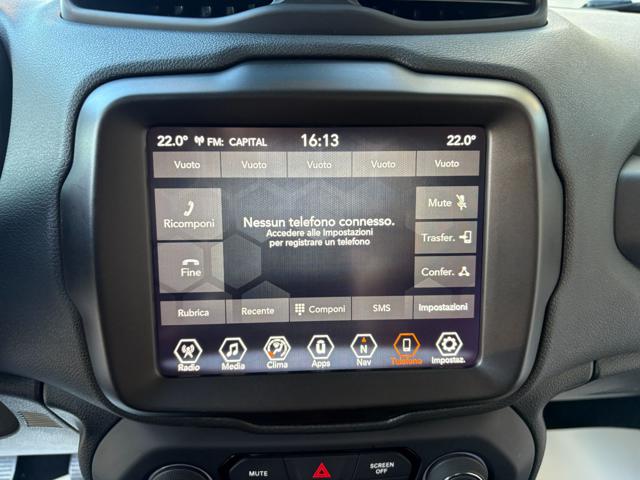 22.0° FM: CAPITAL 16:13 22.0°
Vuoto Vuoto Vuoto Vuoto Vuoto
Ricomponi
Nessun telefono connesso.
Accedere alle Impostazioni
per registrare un telefono
Mute
Trasfer.
Fine
Confer.
Rubrica Recente Componi SMS Impostazioni
N
Radio Media Clima Apps Nav Telefono Impostaz.
MUTE SCREEN OFF